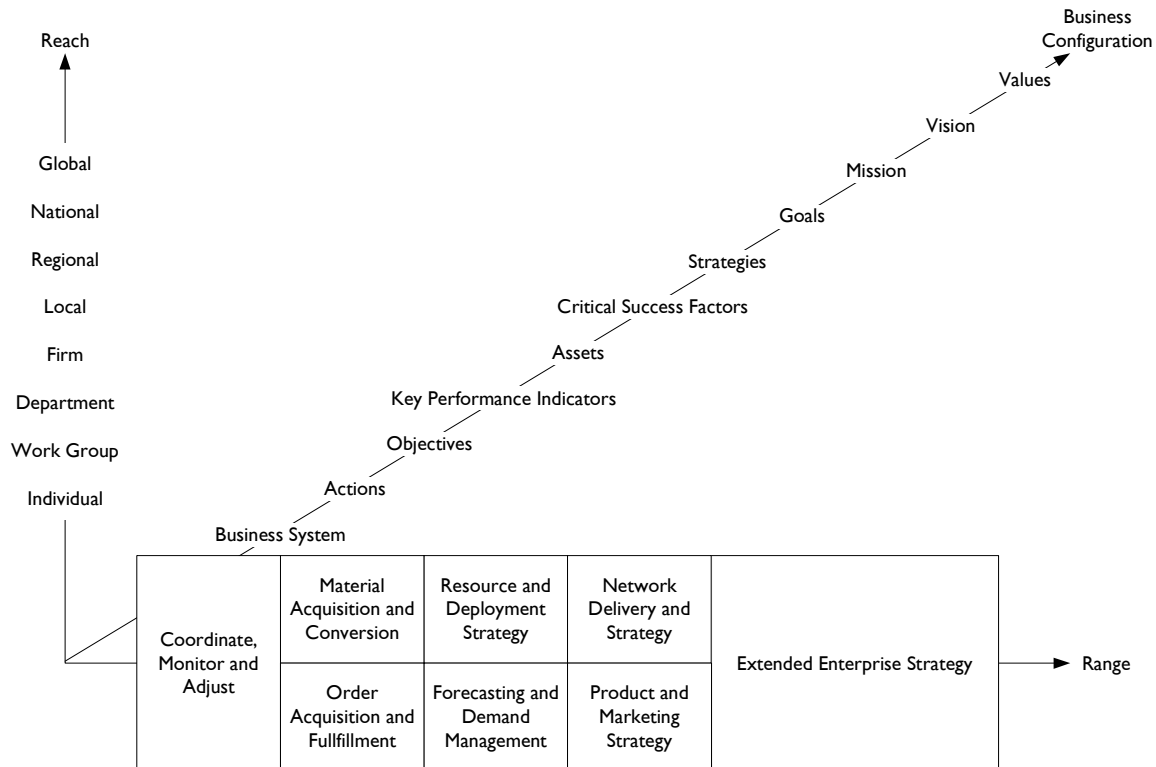 Reach
Global
National
Regional
Local
Firm
Department
Work Group
Individual
Business
Configuration
Values
Vision
Mission
Goals
Strategies
Critical Success Factors
Assets
Key Performance Indicators
Objectives
Actions
Business System
Coordinate,
Monitor and
Adjust
Material
Acquisition and
Conversion
Resource and
Deployment
Strategy
Network
Delivery and
Strategy
Order
Acquisition and
Fullfillment
Forecasting and
Demand
Management
Product and
Marketing
Strategy
Extended Enterprise Strategy
Range